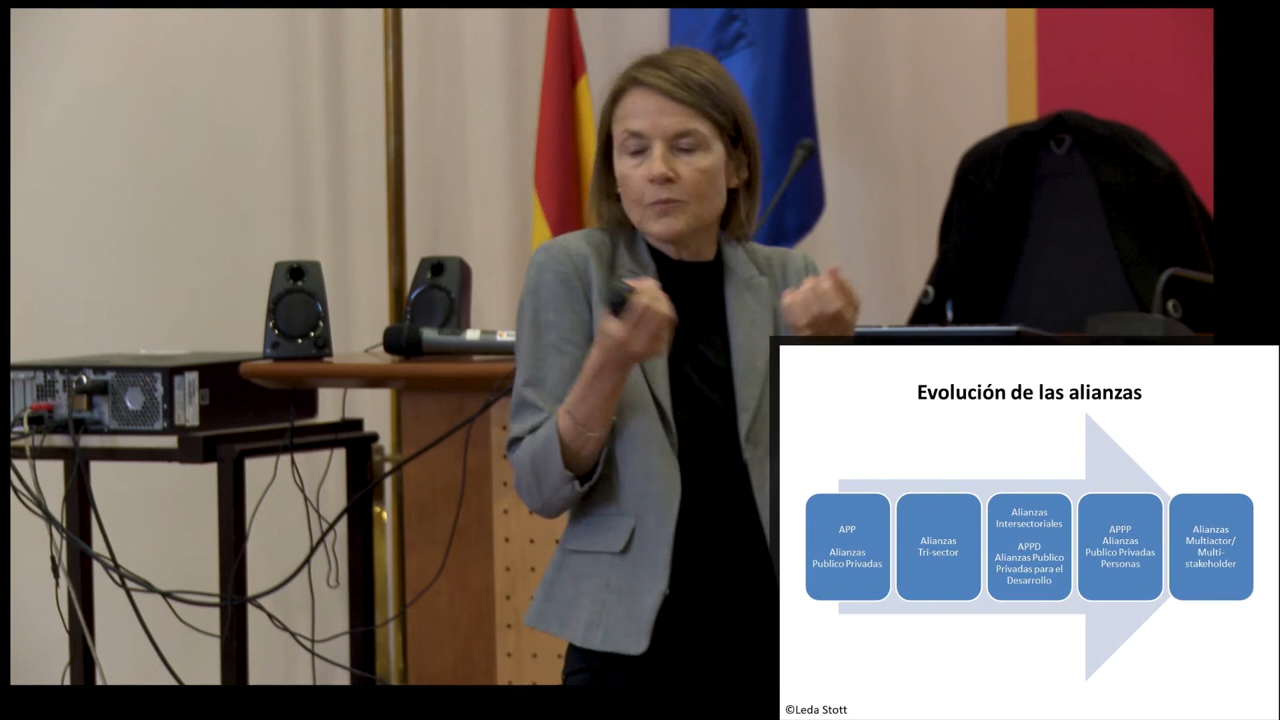 Evolución de las alianzas
APP
Alianzas
Publico Privadas
Alianzas
Tri-sector
Alianzas
Intersectoriales
APPD
Alianzas Publico
Privadas para el
Desarrollo
APPP
Alianzas
Publico Privadas
Personas
Alianzas
Multiactor/
Multi-
stakeholder
©Leda Stott